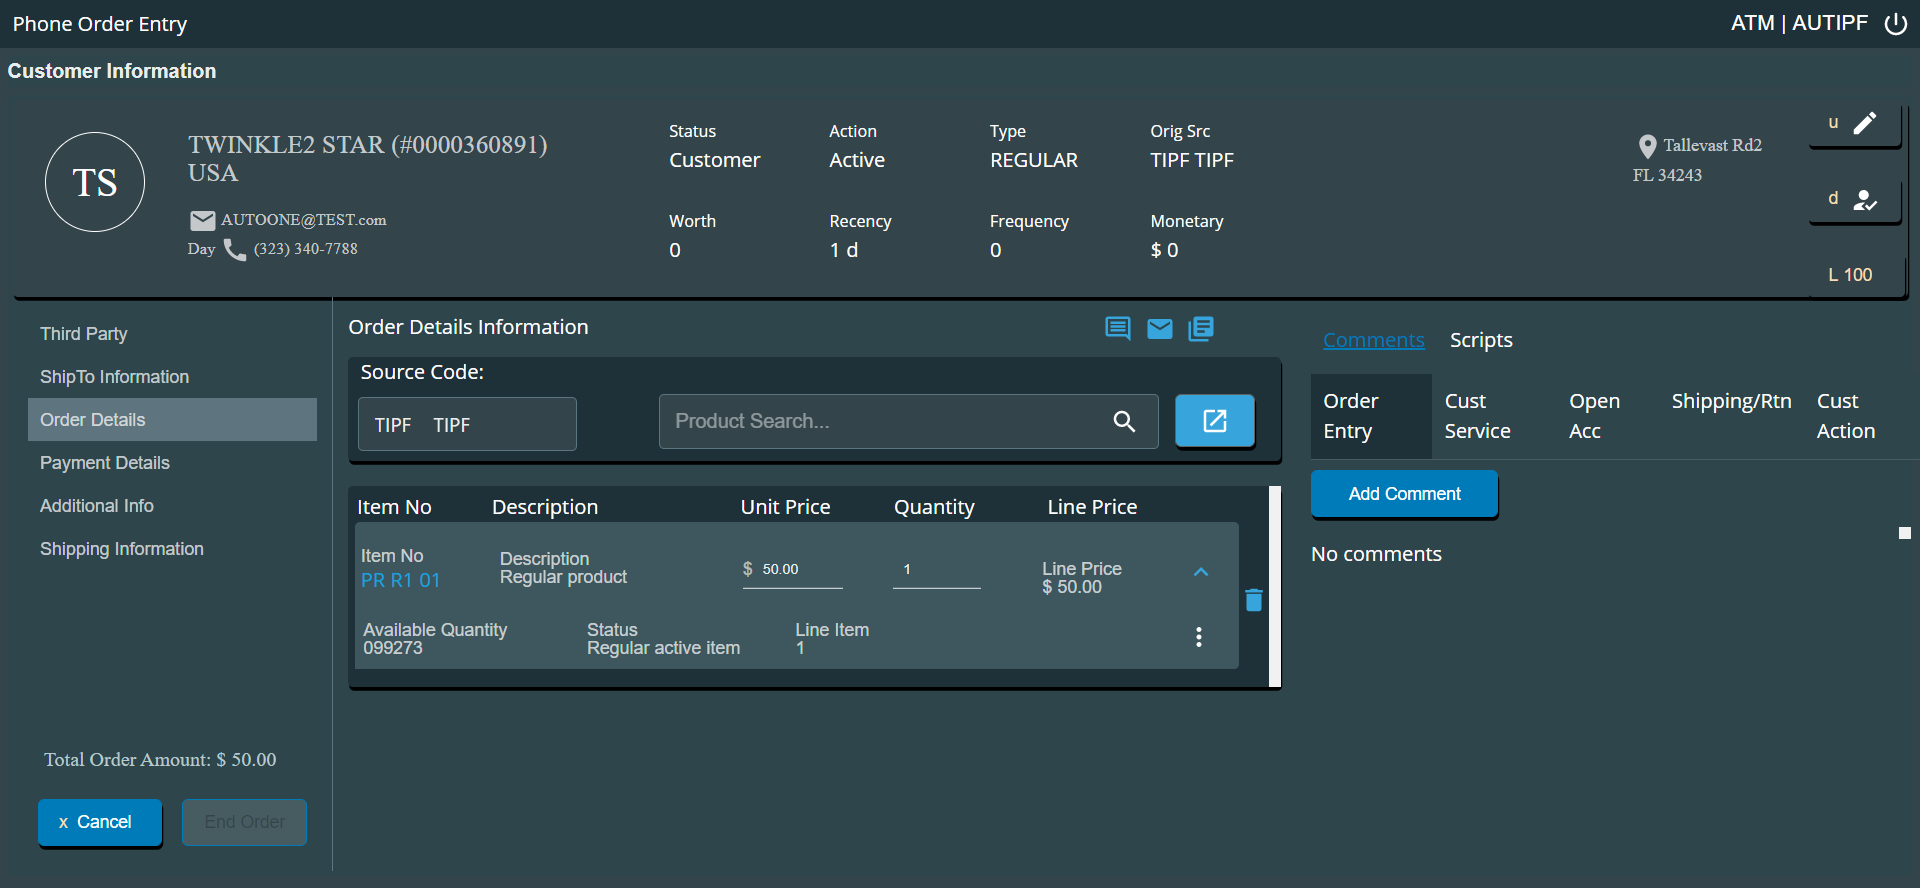 Phone Order Entry
ATM | AUTIPF
Customer Information
TS
TWINKLE2 STAR (#0000360891)
USA
AUTOONE@TEST.com
Day (323) 340-7788
Status
Customer
Action
Active
Type
REGULAR
Orig Src
TIPF TIPF
Worth
0
Recency
1 d
Frequency
0
Monetary
$ 0
Tallevast Rd2
FL 34243
u
d
L 100
Third Party
ShipTo Information
Order Details
Payment Details
Additional Info
Shipping Information
Total Order Amount: $ 50.00
x Cancel
End Order
Order Details Information
Source Code:
TIPF TIPF
Product Search...
Item No Description Unit Price Quantity Line Price
Item No
PR R1 01
Description
Regular product
$ 50.00
1
Line Price
$ 50.00
Available Quantity
099273
Status
Regular active item
Line Item
1
Comments Scripts
Order
Entry
Cust
Service
Open
Acc
Shipping/Rtn
Cust
Action
Add Comment
No comments